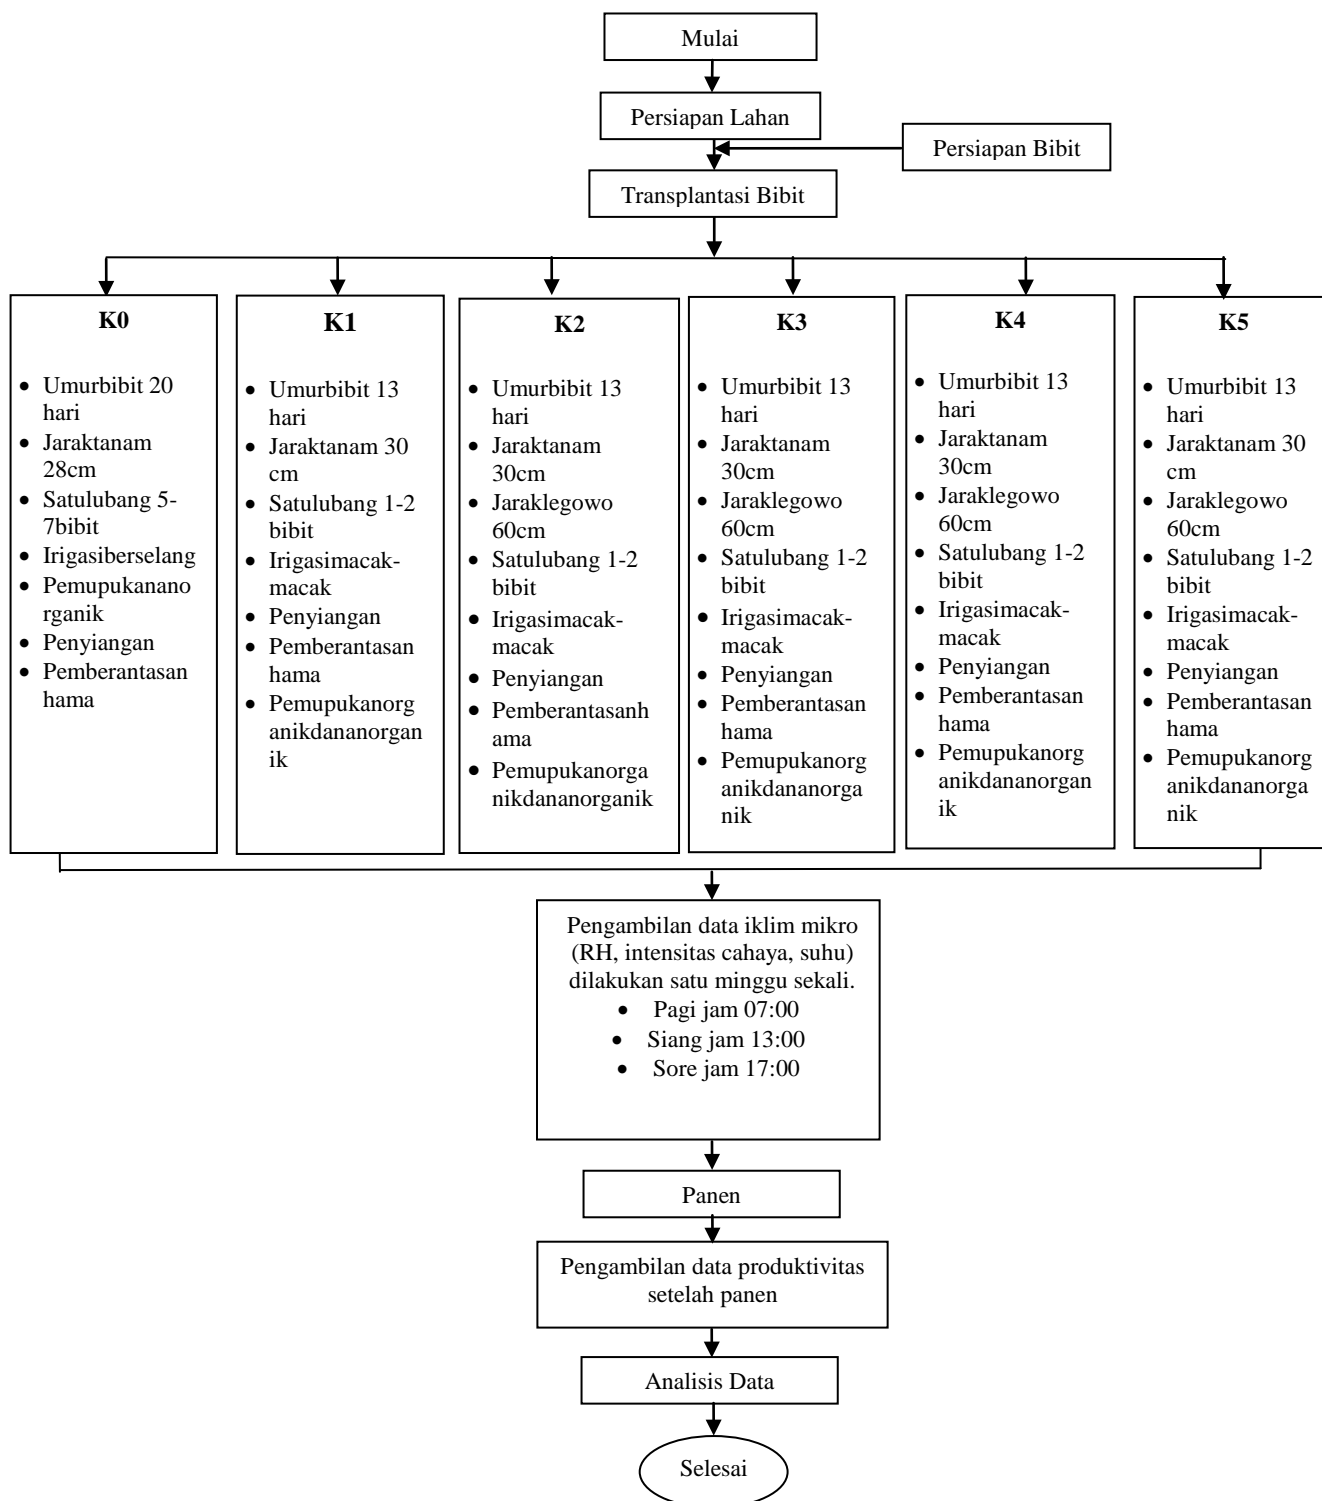 Mulai
Persiapan Lahan
Persiapan Bibit
Transplantasi Bibit
K0
• Umurbibit 20
hari
• Jaraktanam
28cm
• Satulubang 5-
7bibit
• Irigasiberselang
• Pemupukanano
rganik
• Penyiangan
• Pemberantasan
hama
K1
• Umurbibit 13
hari
• Jaraktanam 30
cm
• Satulubang 1-2
bibit
• Irigasimacak-
macak
• Penyiangan
• Pemberantasan
hama
• Pemupukanorg
anikdananorgan
ik
K2
• Umurbibit 13
hari
• Jaraktanam
30cm
• Jaraklegowo
60cm
• Satulubang 1-2
bibit
• Irigasimacak-
macak
• Penyiangan
• Pemberantasanh
ama
• Pemupukanorga
nikdananorganik
K3
• Umurbibit 13
hari
• Jaraktanam
30cm
• Jaraklegowo
60cm
• Satulubang 1-2
bibit
• Irigasimacak-
macak
• Penyiangan
• Pemberantasan
hama
• Pemupukanorg
anikdananorga
nik
K4
• Umurbibit 13
hari
• Jaraktanam
30cm
• Jaraklegowo
60cm
• Satulubang 1-2
bibit
• Irigasimacak-
macak
• Penyiangan
• Pemberantasan
hama
• Pemupukanorg
anikdananorgan
ik
K5
• Umurbibit 13
hari
• Jaraktanam 30
cm
• Jaraklegowo
60cm
• Satulubang 1-2
bibit
• Irigasimacak-
macak
• Penyiangan
• Pemberantasan
hama
• Pemupukanorg
anikdananorga
nik
Pengambilan data iklim mikro
(RH, intensitas cahaya, suhu)
dilakukan satu minggu sekali.
• Pagi jam 07:00
• Siang jam 13:00
• Sore jam 17:00
Panen
Pengambilan data produktivitas
setelah panen
Analisis Data
Selesai